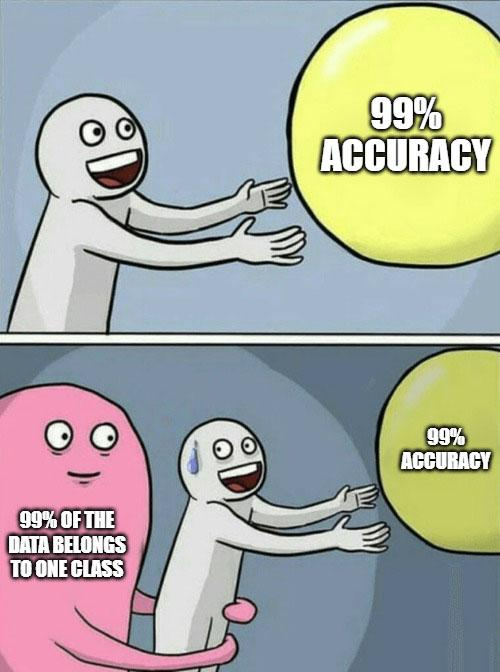 99%
ACCURACY
99%
ACCURACY
99% OF THE
DATA BELONGS
TO ONE CLASS